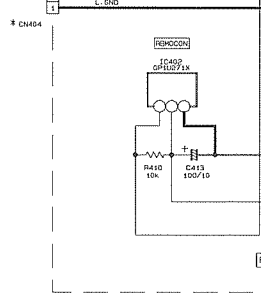 L.GND
1
* CN404
REMOCON
IC402
GP1U271X
+
R410
10k
C413
100/10